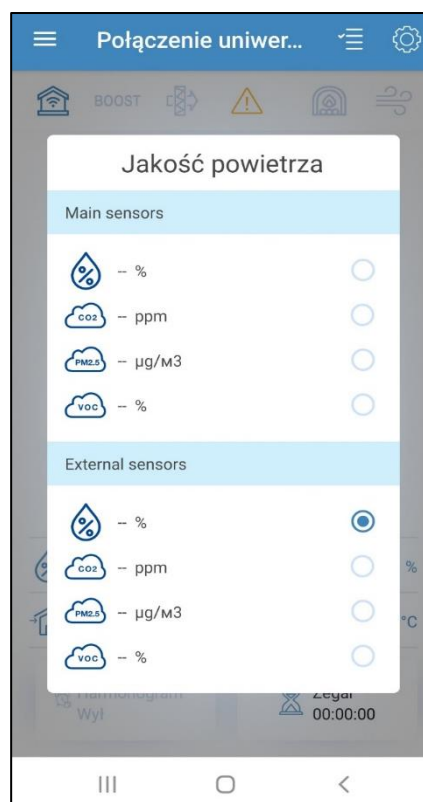 Połączenie uniwer...
BOOST
Jakość powietrza
Main sensors
-- %
CO2 -- ppm
PM2.5 -- µg/м3
VOC -- %
External sensors
-- %
%
CO2 -- ppm
PM2.5 -- µg/м3
°C
VOC -- %
Harmonogram
Zegar
Wył
00:00:00